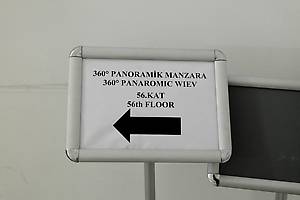 360° PANORAMİK MANZARA
360° PANAROMIC WIEV
56.KAT
56th FLOOR